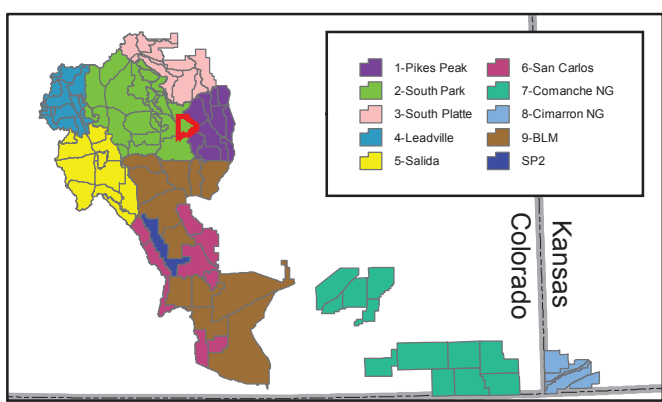 1-Pikes Peak
2-South Park
3-South Platte
4-Leadville
5-Salida
6-San Carlos
7-Comanche NG
8-Cimarron NG
9-BLM
SP2
Kansas
Colorado